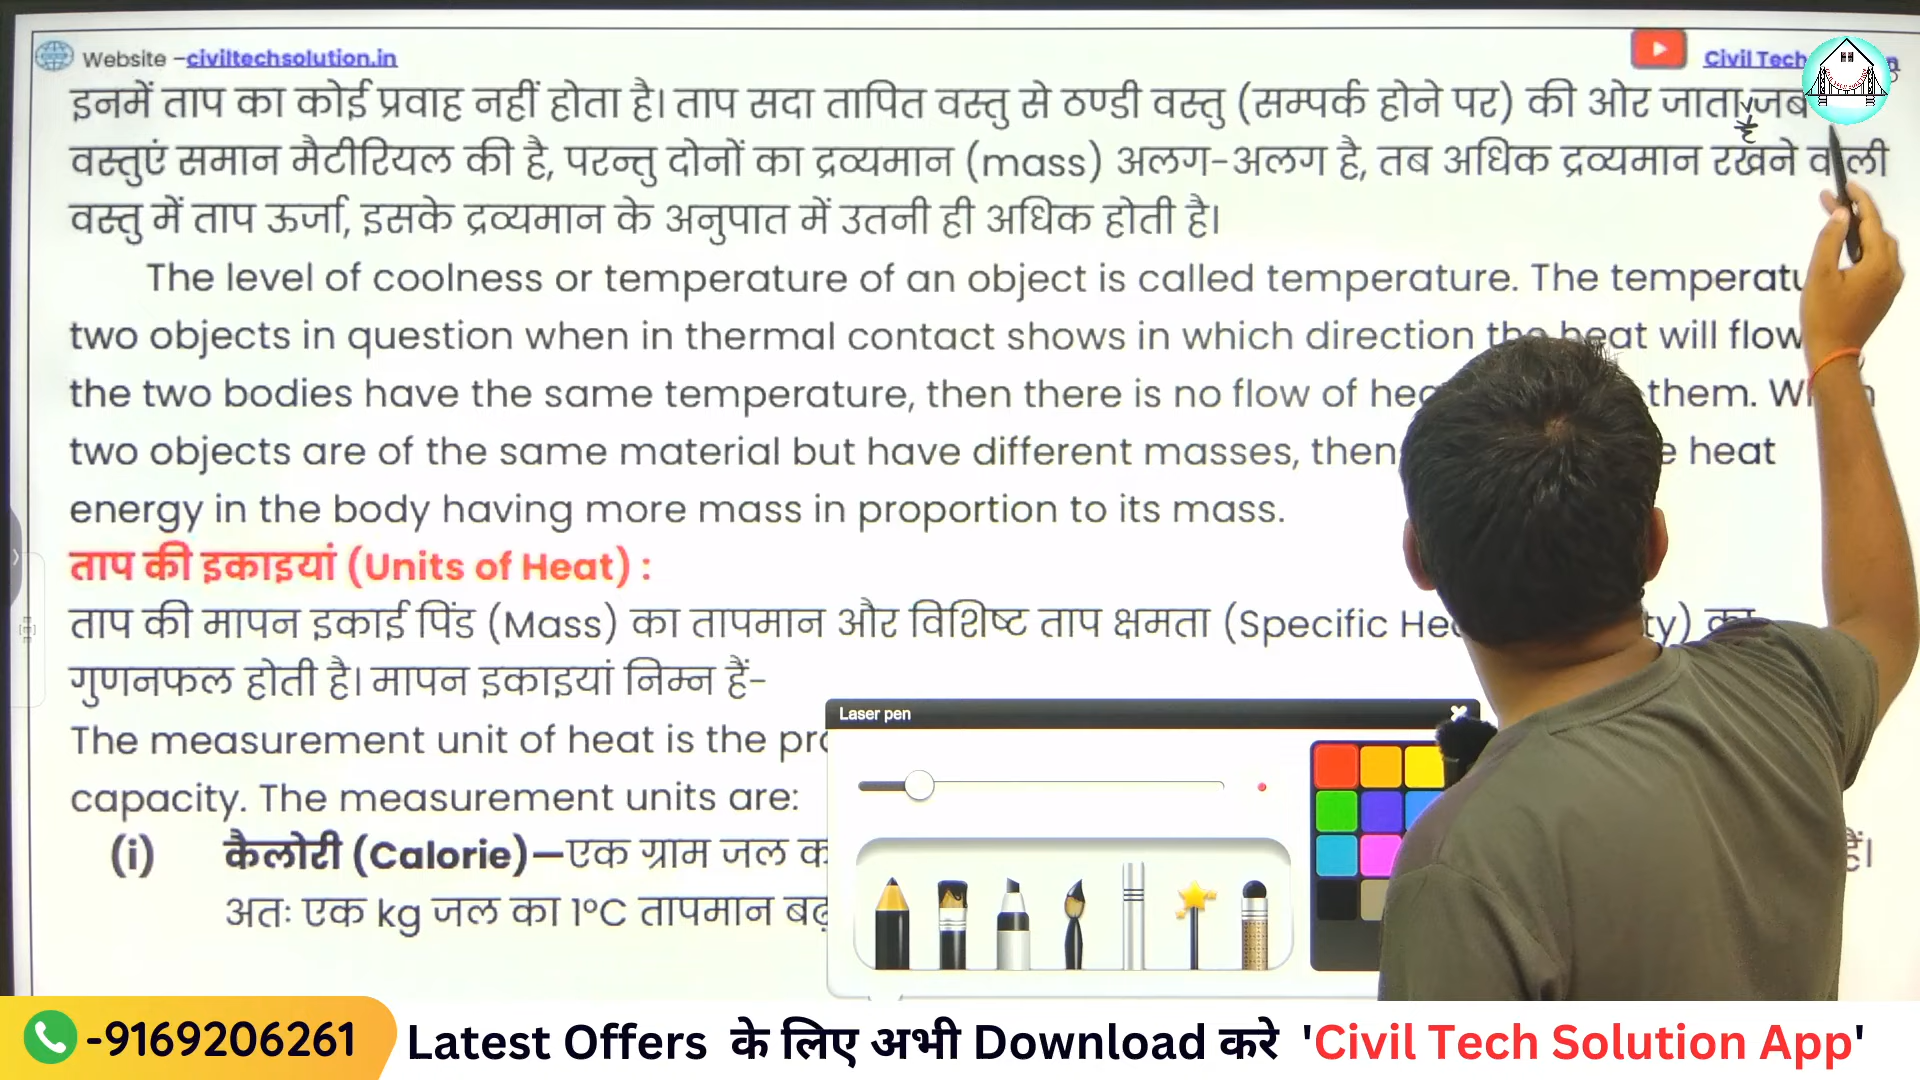 Website –civiltechsolution.in
Civil Tech
इनमें ताप का कोई प्रवाह नहीं होता है। ताप सदा तापित वस्तु से ठण्डी वस्तु (सम्पर्क होने पर) की ओर जाता है जब
वस्तुएं समान मैटीरियल की है, परन्तु दोनों का द्रव्यमान (mass) अलग-अलग है, तब अधिक द्रव्यमान रखने वाली
वस्तु में ताप ऊर्जा, इसके द्रव्यमान के अनुपात में उतनी ही अधिक होती है।
The level of coolness or temperature of an object is called temperature. The
two objects in question when in thermal contact shows in which direction the heat will flow
the two bodies have the same temperature, then there is no flow of them.
two objects are of the same material but have different masses, then heat
energy in the body having more mass in proportion to its mass.
ताप की इकाइयां (Units of Heat) :
ताप की मापन इकाई पिंड (Mass) का तापमान और विशिष्ट ताप क्षमता (Specific का
गुणनफल होती है। मापन इकाइयां निम्न हैं-
The measurement unit of heat is the
capacity. The measurement units are:
(i) कैलोरी (Calorie)—एक ग्राम जल
अतः एक kg जल का 1°C तापमान
Laser pen
-9169206261 Latest Offers के लिए अभी Download करे 'Civil Tech Solution App'